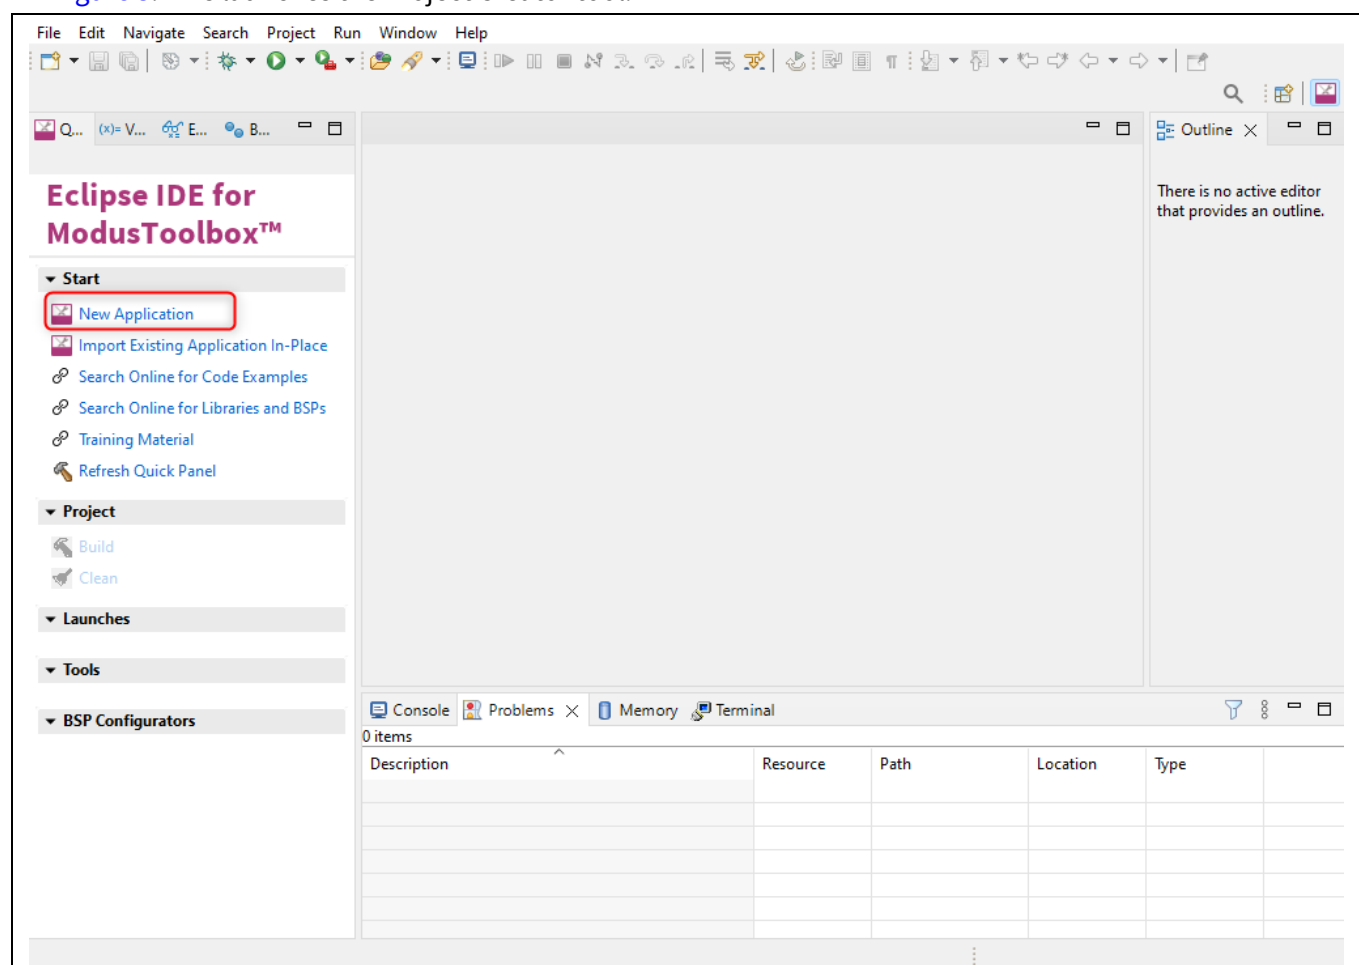 File Edit Navigate Search Project Run Window Help
Q... (x)= V... E... B...
Outline
Eclipse IDE for
ModusToolbox™
There is no active editor
that provides an outline.
Start
New Application
Import Existing Application In-Place
Search Online for Code Examples
Search Online for Libraries and BSPs
Training Material
Refresh Quick Panel
Project
Build
Clean
Launches
Tools
BSP Configurators
Console Problems Memory Terminal
0 items
Description Resource Path Location Type